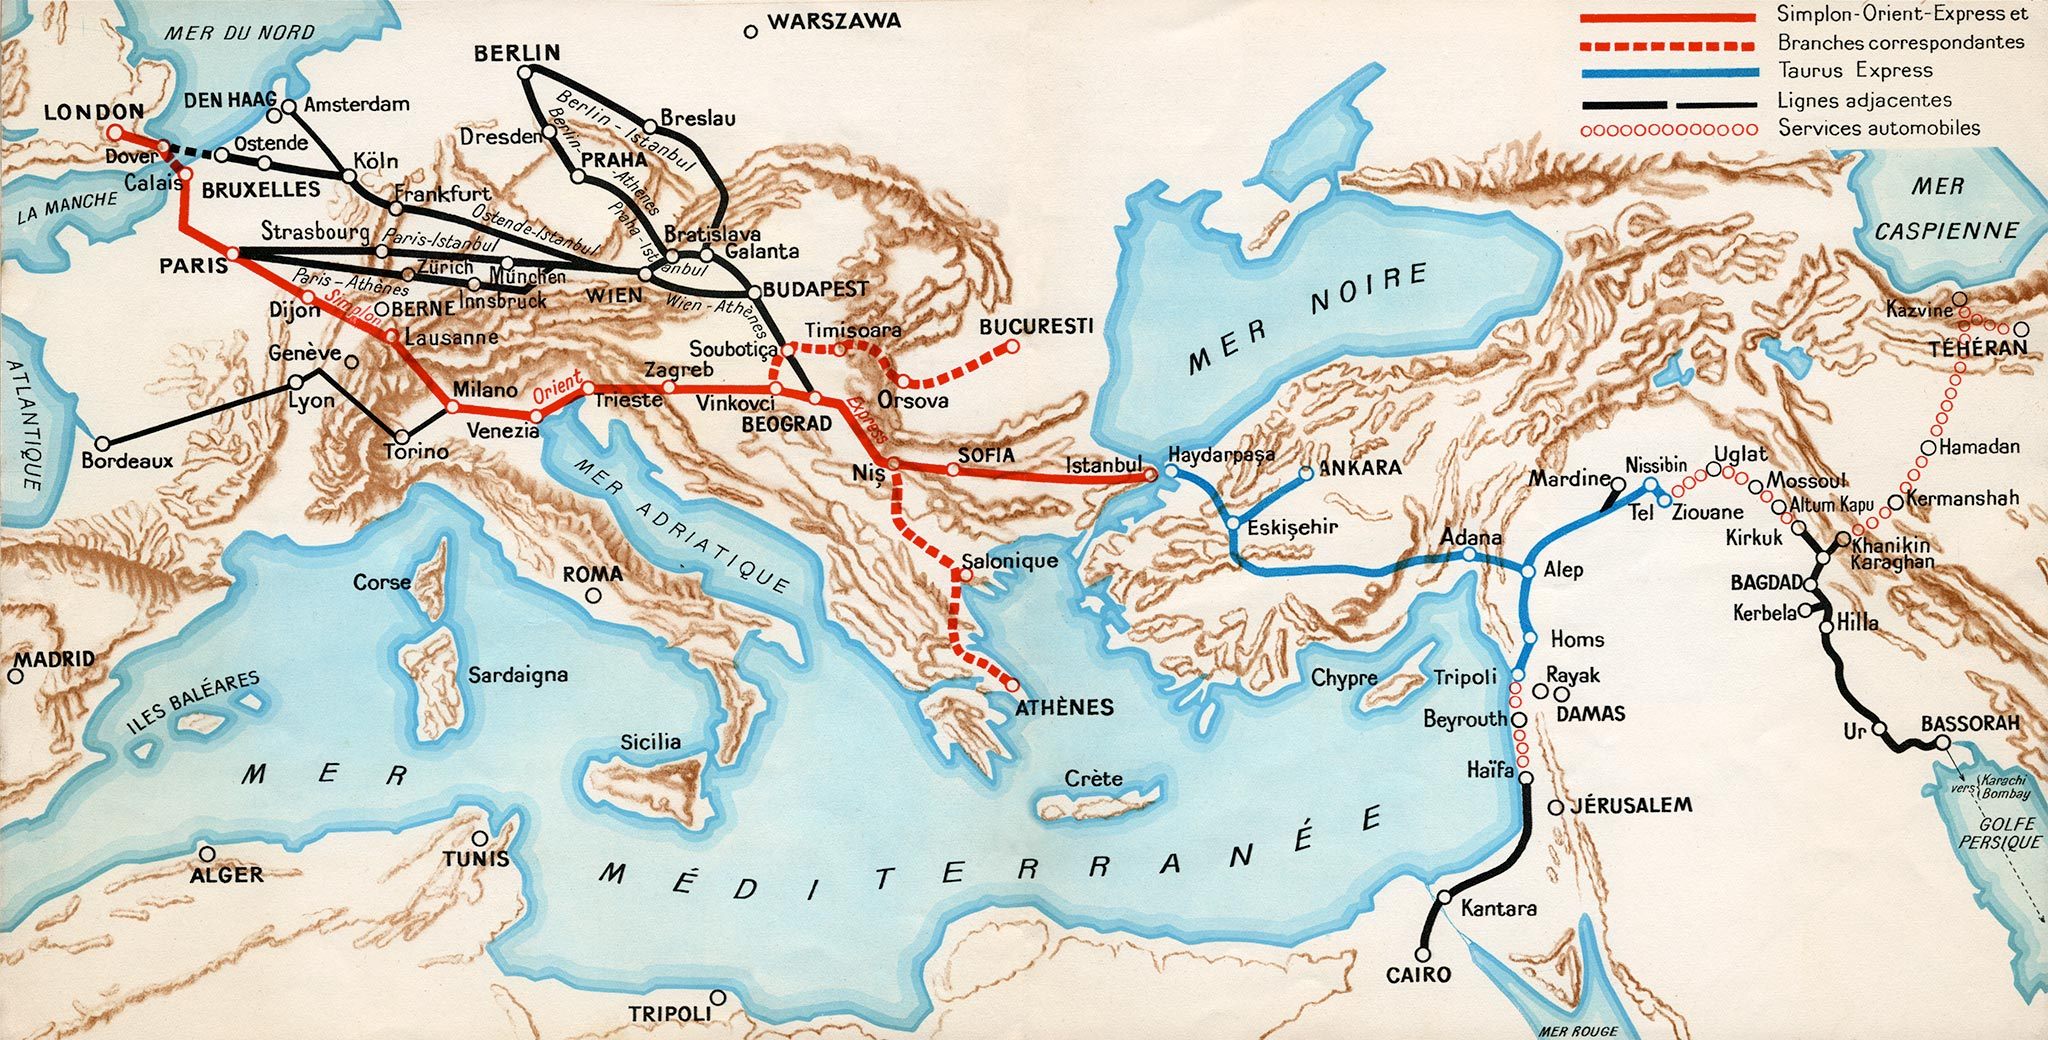 Simplon-Orient-Express et
Branches correspondantes
Taurus Express
Lignes adjacentes
Services automobiles
MER DU NORD
WARSZAWA
BERLIN
DEN HAAG
Amsterdam
LONDON
Dover
Ostende
Calais
BRUXELLES
Köln
LA MANCHE
Frankfurt
Dresden
Breslau
Berlin-Istanbul
Berlin-
-Athènes
PRAHA
Praha-Istanbul
Ostende-Istanbul
Strasbourg
Paris-Istanbul
Bratislava
Galanta
PARIS
Zürich
München
Paris-Athènes
Innsbruck
WIEN
Wien-Athènes
BUDAPEST
Dijon
Simplon
BERNE
Lausanne
Genève
Timisoara
BUCURESTI
Soubotiça
Zagreb
Milano
Orient
Trieste
Vinkovci
Orsova
BEOGRAD
Express
Lyon
Venezia
Bordeaux
Torino
ATLANTIQUE
Niş
SOFIA
Istanbul
Haydarpaşa
ANKARA
Eskişehir
MER NOIRE
MER
CASPIENNE
Kazvine
TÉHÉRAN
Hamadan
Kermanshah
Uglat
Nissibin
Mardine
Mossoul
Tel Ziouane
Altum Kapu
Kirkuk
Khanikin
Karaghan
BAGDAD
Kerbela
Hilla
Adana
Alep
MER ADRIATIQUE
Salonique
Corse
ROMA
Homs
MADRID
Sardaigna
ILES BALÉARES
Chypre
Tripoli
Rayak
DAMAS
ATHÈNES
Beyrouth
Ur
BASSORAH
Sicilia
Crète
Haïfa
vers
Karachi
Bombay
JÉRUSALEM
GOLFE
PERSIQUE
MER
MÉDITERRANÉE
TUNIS
ALGER
Kantara
CAIRO
TRIPOLI
MER ROUGE